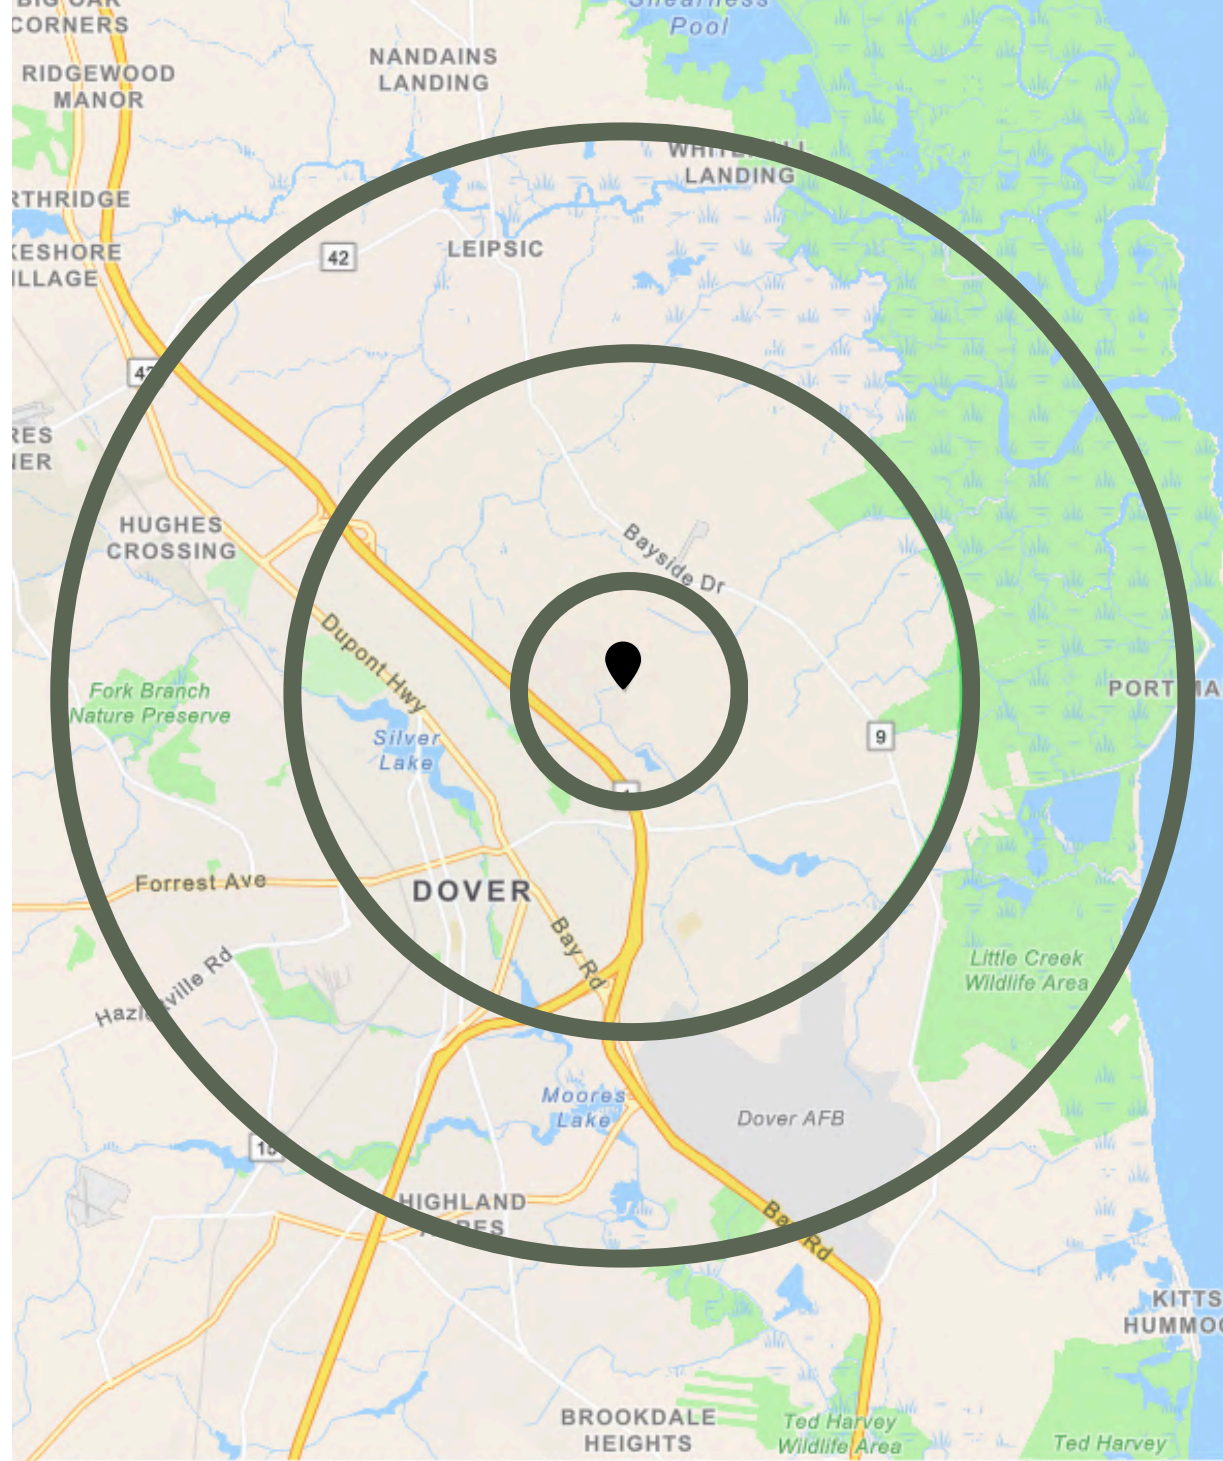 CORNERS
RIDGEWOOD
MANOR
NANDAINS
LANDING
Pool
LANDING
LEIPSIC
42
HUGHES
CROSSING
Bayside Dr
Dupont Hwy
Fork Branch
Nature Preserve
Silver
Lake
9
Forrest Ave
DOVER
Bay Rd
Little Creek
Wildlife Area
Moores
Lake
Dover AFB
HIGHLAND
BROOKDALE
HEIGHTS
Ted Harvey
Wildlife Area
Ted Harvey
KITTS